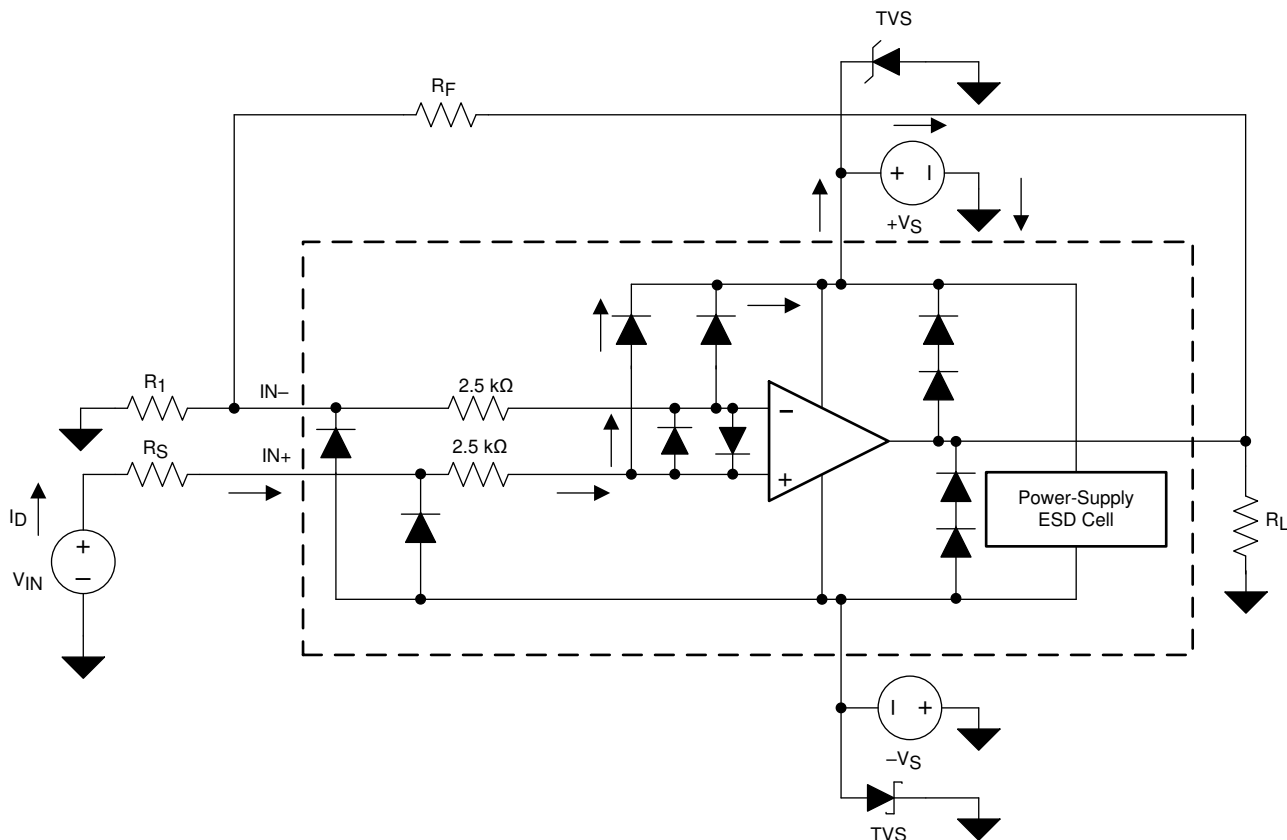 TVS
RF
+ –
+VS
R1
IN–
2.5 kΩ
–
RS
IN+
2.5 kΩ
+
ID
+
–
VIN
Power-Supply
ESD Cell
RL
– +
–VS
TVS